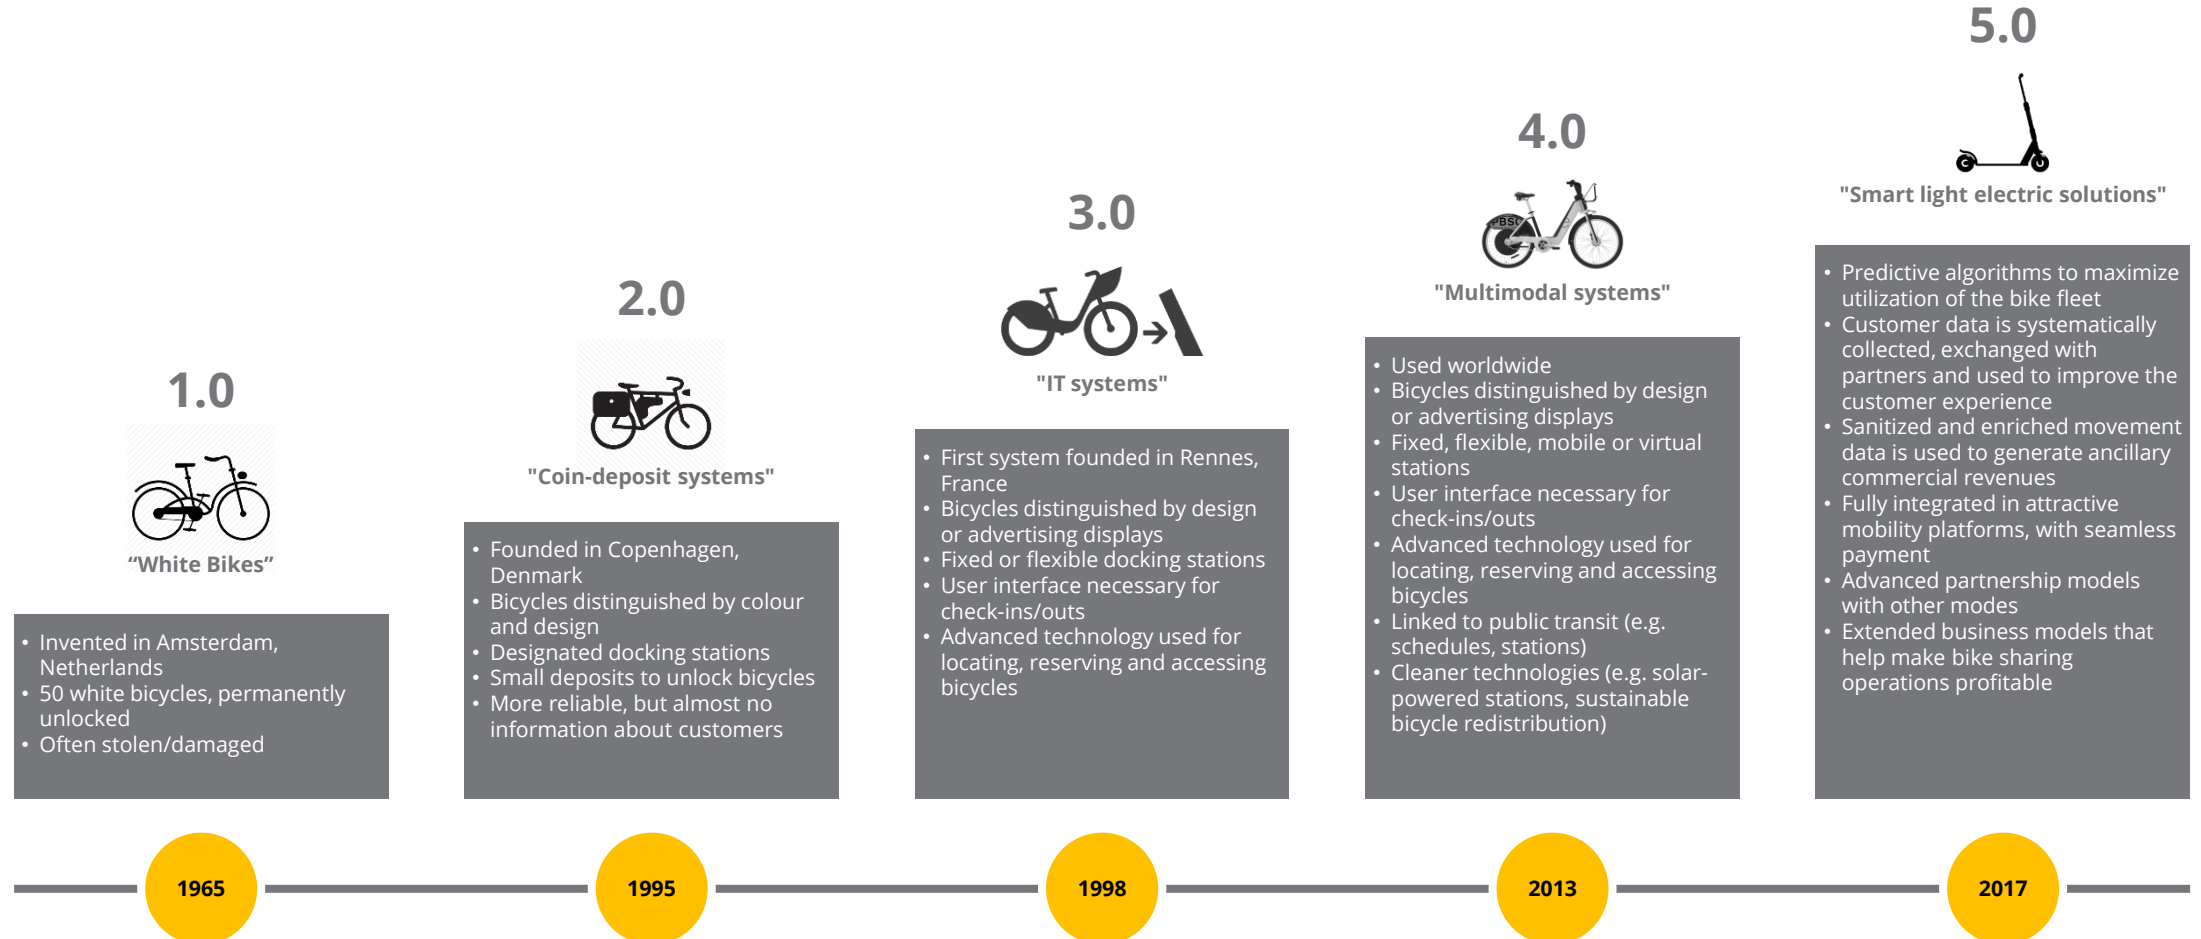 1.0
“White Bikes”
• Invented in Amsterdam,
Netherlands
• 50 white bicycles, permanently
unlocked
• Often stolen/damaged
1965
2.0
"Coin-deposit systems"
• Founded in Copenhagen,
Denmark
• Bicycles distinguished by colour
and design
• Designated docking stations
• Small deposits to unlock bicycles
• More reliable, but almost no
information about customers
1995
3.0
"IT systems"
• First system founded in Rennes,
France
• Bicycles distinguished by design
or advertising displays
• Fixed or flexible docking stations
• User interface necessary for
check-ins/outs
• Advanced technology used for
locating, reserving and accessing
bicycles
1998
4.0
PBSC
"Multimodal systems"
• Used worldwide
• Bicycles distinguished by design
or advertising displays
• Fixed, flexible, mobile or virtual
stations
• User interface necessary for
check-ins/outs
• Advanced technology used for
locating, reserving and accessing
bicycles
• Linked to public transit (e.g.
schedules, stations)
• Cleaner technologies (e.g. solar-
powered stations, sustainable
bicycle redistribution)
2013
5.0
"Smart light electric solutions"
• Predictive algorithms to maximize
utilization of the bike fleet
• Customer data is systematically
collected, exchanged with
partners and used to improve the
customer experience
• Sanitized and enriched movement
data is used to generate ancillary
commercial revenues
• Fully integrated in attractive
mobility platforms, with seamless
payment
• Advanced partnership models
with other modes
• Extended business models that
help make bike sharing
operations profitable
2017